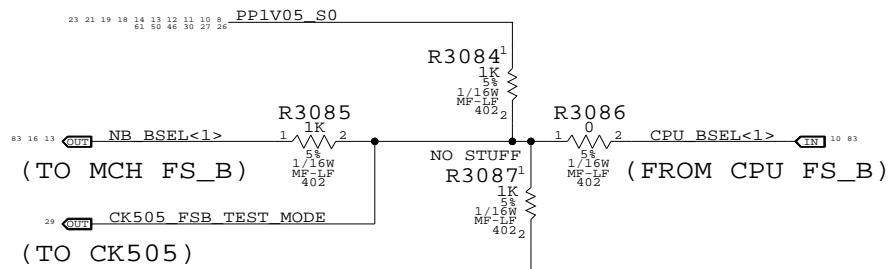 23 21 19 18 14 13 12 11 10 8
61 50 46 30 27 26
PP1V05_S0
R3084
1
1K
5%
1/16W
MF-LF
402
2
R3085
1K
1
2
5%
1/16W
MF-LF
402
R3086
0
1
2
5%
1/16W
MF-LF
402
83 16 13
OUT
NB_BSEL<1>
CPU_BSEL<1>
IN
10 83
(TO MCH FS_B)
(FROM CPU FS_B)
NO STUFF
R3087
1
1K
5%
1/16W
MF-LF
402
2
29
OUT
CK505_FSB_TEST_MODE
(TO CK505)